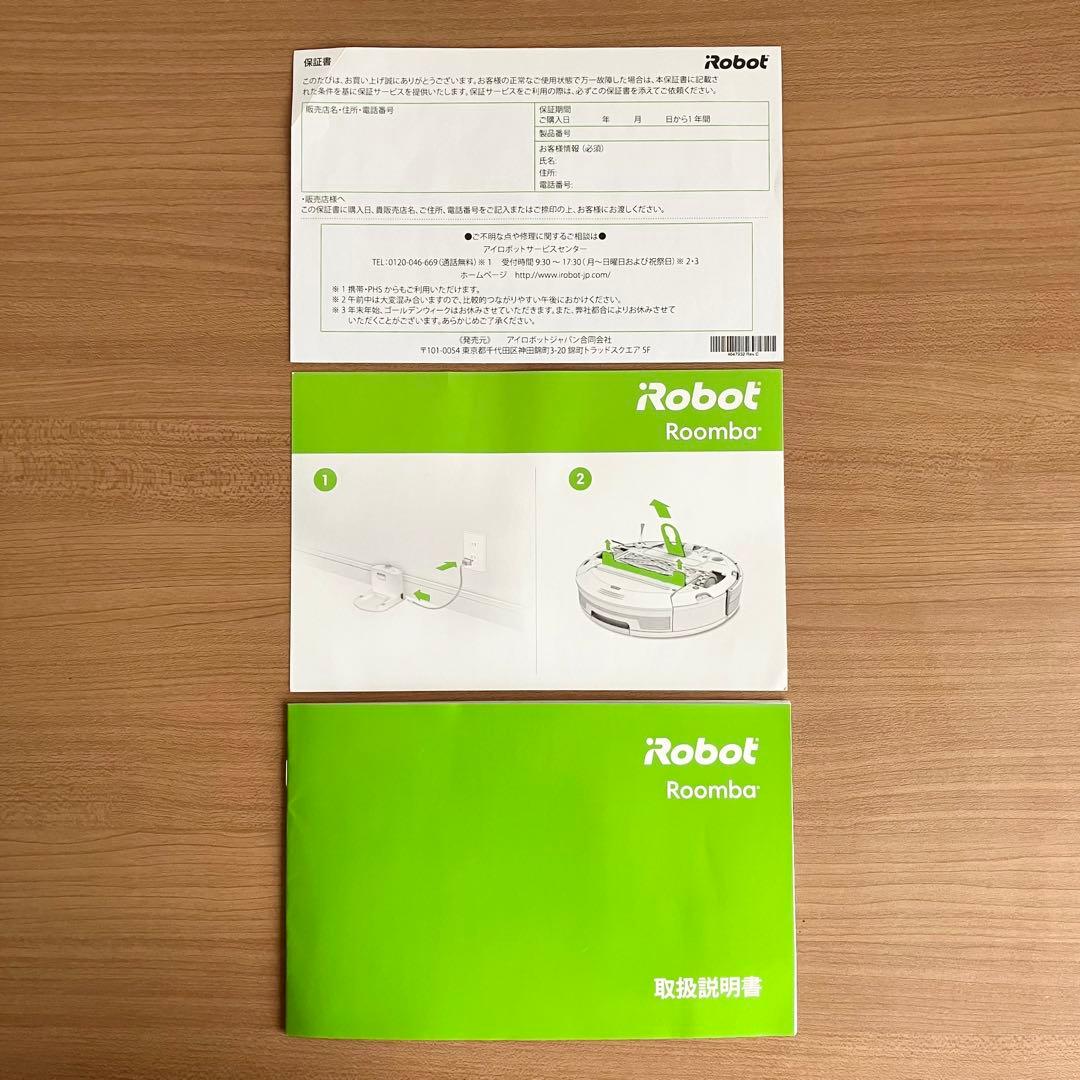 保証書
iRobot®
このたびは、お買い上げ誠にありがとうございます。お客様の正常なご使用状態で万一故障した場合は、本保証書に記載さ
れた条件を基に保証サービスを提供いたします。保証サービスをご利用の際は、必ずこの保証書を添えてご依頼ください。
販売店名・住所・電話番号
保証期間
ご購入日 年 月 日から1年間
製品番号
お客様情報（必須）
氏名:
住所:
電話番号:
・販売店様へ
この保証書に購入日、貴販売店名、ご住所、電話番号をご記入またはご捺印の上、お客様にお渡しください。
●ご不明な点や修理に関するご相談は●
アイロボットサービスセンター
TEL：0120-046-669（通話無料）※1 受付時間 9:30 ～ 17:30（月～日曜日および祝祭日）※2・3
ホームページ http://www.irobot-jp.com/
※1 携帯・PHSからもご利用いただけます。
※2 午前中は大変混み合いますので、比較的つながりやすい午後におかけください。
※3 年末年始、ゴールデンウィークはお休みさせていただきます。また、弊社都合によりお休みさせて
いただくことがございます。あらかじめご了承ください。
《発売元》 アイロボットジャパン合同会社
〒101-0054 東京都千代田区神田錦町3-20 錦町トラッドスクエア 5F
4647932 Rev.C
iRobot®
Roomba®
1
2
iRobot®
Roomba®
取扱説明書